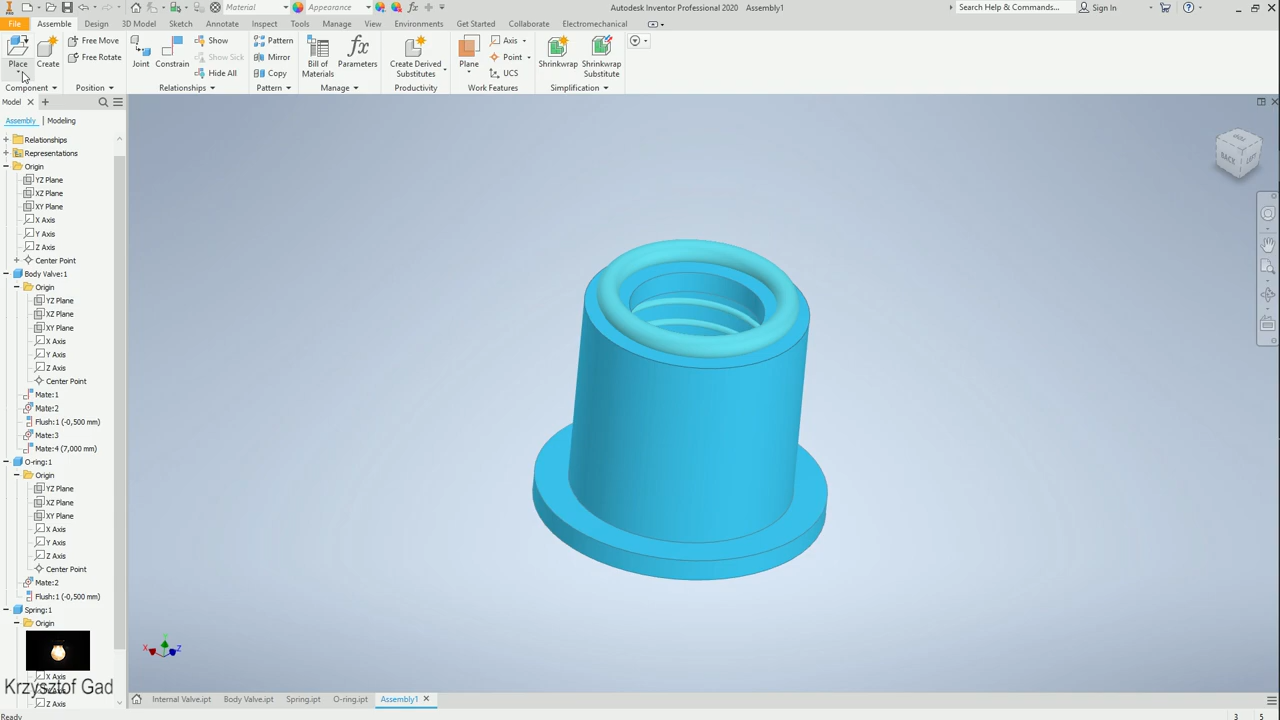 Material
Appearance
Autodesk Inventor Professional 2020 Assembly1
Search Help & Commands...
Sign In
File Assemble Design 3D Model Sketch Annotate Inspect Tools Manage View Environments Get Started Collaborate Electromechanical
Place
Create
Free Move
Free Rotate
Joint
Constrain
Show
Show Sick
Hide All
Pattern
Mirror
Copy
Bill of
Materials
Parameters
Create Derived
Substitutes
Plane
Axis
Point
UCS
Shrinkwrap
Shrinkwrap
Substitute
Component
Position
Relationships
Pattern
Manage
Productivity
Work Features
Simplification
Model
Assembly Modeling
Relationships
Representations
Origin
YZ Plane
XZ Plane
XY Plane
X Axis
Y Axis
Z Axis
Center Point
Body Valve:1
Origin
YZ Plane
XZ Plane
XY Plane
X Axis
Y Axis
Z Axis
Center Point
Mate:1
Mate:2
Flush:1 (-0,500 mm)
Mate:3
Mate:4 (7,000 mm)
O-ring:1
Origin
YZ Plane
XZ Plane
XY Plane
X Axis
Y Axis
Z Axis
Center Point
Mate:2
Flush:1 (-0,500 mm)
Spring:1
Origin
X Axis
Krzysztof Gad
Z Axis
BACK LEFT
X Y Z
Internal Valve.ipt Body Valve.ipt Spring.ipt O-ring.ipt Assembly1
Ready
3 5